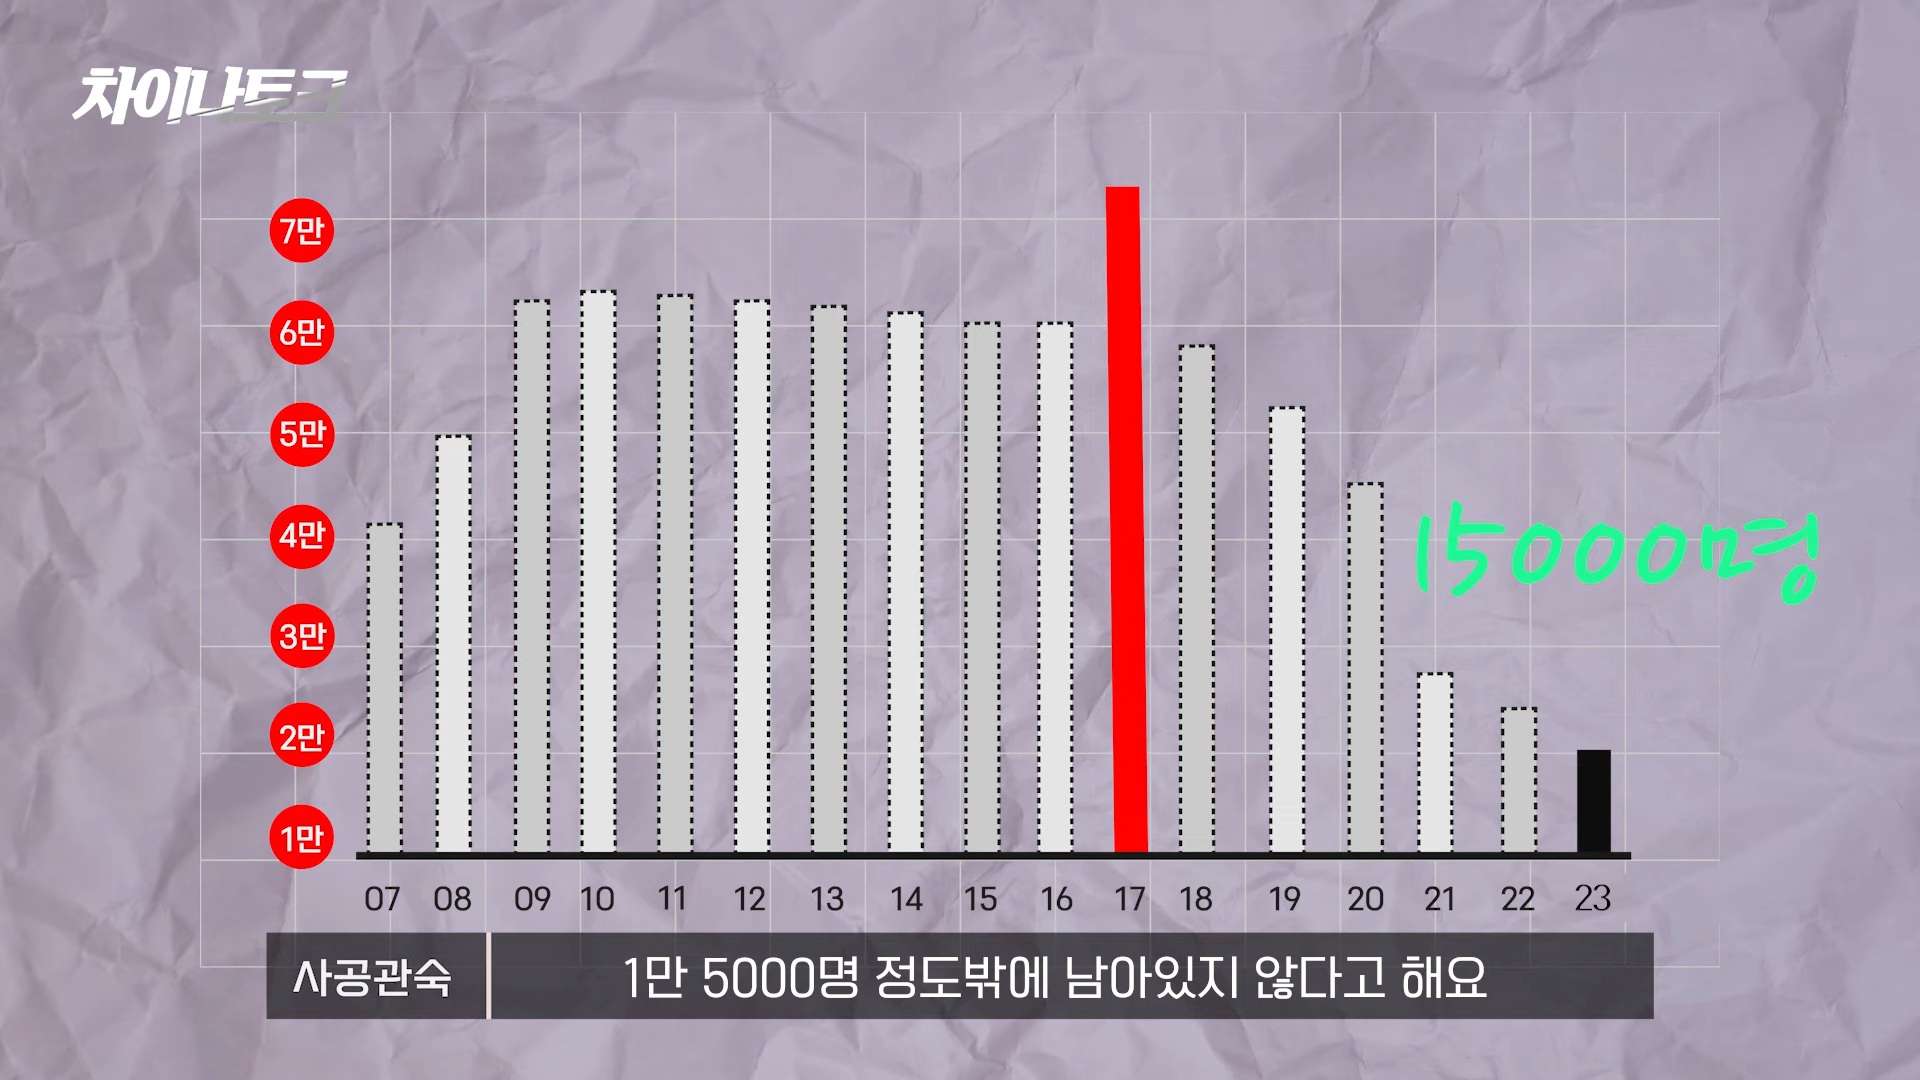 차이나토크
7만
6만
5만
4만
3만
2만
1만
15000명
07 08 09 10 11 12 13 14 15 16 17 18 19 20 21 22 23
사공관숙
1만 5000명 정도밖에 남아있지 않다고 해요